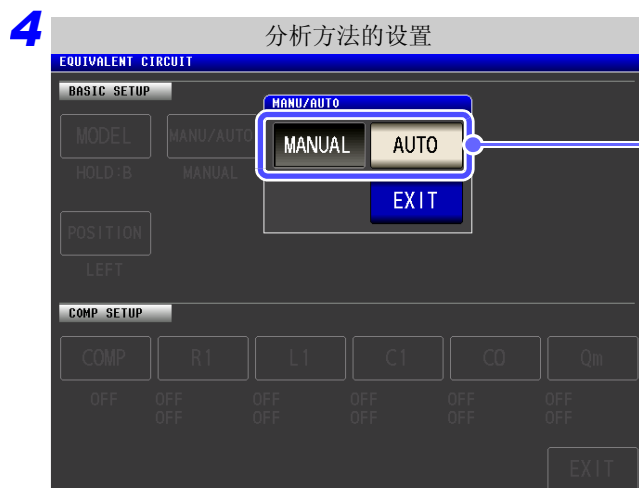 4
分析方法的设置
EQUIVALENT CIRCUIT
BASIC SETUP
MANU/AUTO
MODEL MANU/AUTO MANUAL AUTO
HOLD:B MANUAL
EXIT
POSITION
LEFT
COMP SETUP
COMP R1 L1 C1 C0 Qm
OFF OFF OFF OFF OFF OFF
OFF OFF OFF OFF OFF
EXIT